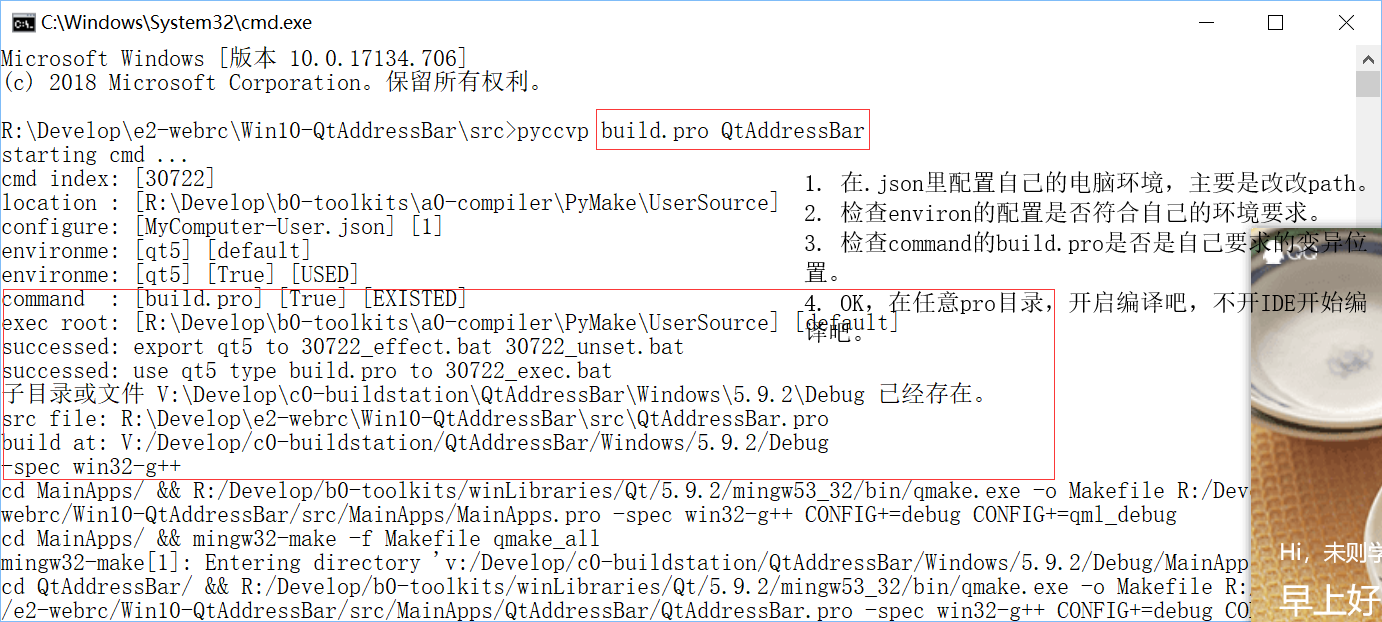 C:\Windows\System32\cmd.exe
Microsoft Windows [版本 10.0.17134.706]
(c) 2018 Microsoft Corporation。保留所有权利。
R:\Develop\e2-webrc\Win10-QtAddressBar\src>pyccvp build.pro QtAddressBar
starting cmd ...
cmd index: [30722]
location : [R:\Develop\b0-toolkits\a0-compiler\PyMake\UserSource]
configure: [MyComputer-User.json] [1]
environme: [qt5] [default]
environme: [qt5] [True] [USED]
command  : [build.pro] [True] [EXISTED]
exec root: [R:\Develop\b0-toolkits\a0-compiler\PyMake\UserSource] [default]
successed: export qt5 to 30722_effect.bat 30722_unset.bat
successed: use qt5 type build.pro to 30722_exec.bat
子目录或文件 V:\Develop\c0-buildstation\QtAddressBar\Windows\5.9.2\Debug 已经存在。
src file: R:\Develop\e2-webrc\Win10-QtAddressBar\src\QtAddressBar.pro
build at: V:/Develop/c0-buildstation/QtAddressBar/Windows/5.9.2/Debug
-spec win32-g++
cd MainApps/ && R:/Develop/b0-toolkits/winLibraries/Qt/5.9.2/mingw53_32/bin/qmake.exe -o Makefile R:/Dev
webrc/Win10-QtAddressBar/src/MainApps/MainApps.pro -spec win32-g++ CONFIG+=debug CONFIG+=qml_debug
cd MainApps/ && mingw32-make -f Makefile qmake_all
mingw32-make[1]: Entering directory 'v:/Develop/c0-buildstation/QtAddressBar/Windows/5.9.2/Debug/MainApp
cd QtAddressBar/ && R:/Develop/b0-toolkits/winLibraries/Qt/5.9.2/mingw53_32/bin/qmake.exe -o Makefile R:
/e2-webrc/Win10-QtAddressBar/src/MainApps/QtAddressBar/QtAddressBar.pro -spec win32-g++ CONFIG+=debug CO
1. 在.json里配置自己的电脑环境，主要是改改path。
2. 检查environ的配置是否符合自己的环境要求。
3. 检查command的build.pro是否是自己要求的变异位
置。
4. OK，在任意pro目录，开启编译吧，不开IDE开始编
译吧。
QQ
Hi，未则学
早上好